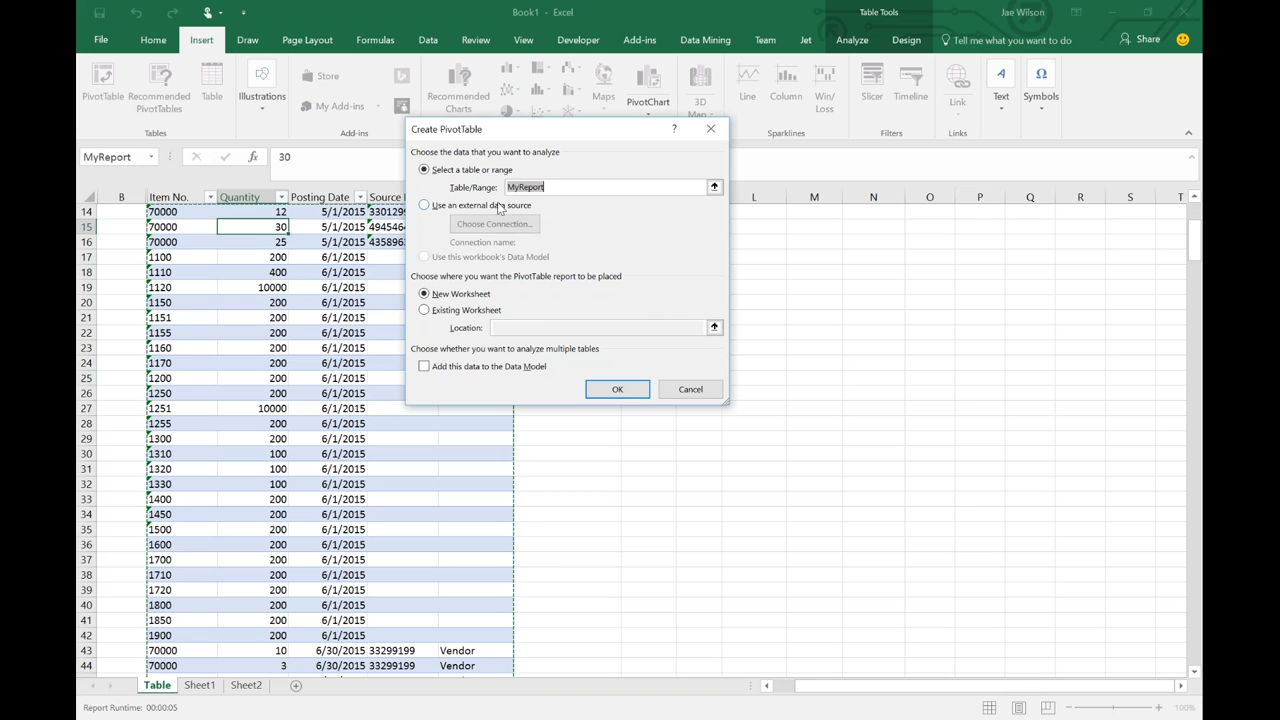 Book1 - Excel
Table Tools
Jae Wilson
File Home Insert Draw Page Layout Formulas Data Review View Developer Add-ins Data Mining Team Jet Analyze Design Tell me what you want to do Share
PivotTable Recommended PivotTables Table Illustrations Store My Add-ins Recommended Charts Maps PivotChart 3D Map Line Column Win/ Loss Slicer Timeline Link Text Symbols
Tables Add-ins Sparklines Filters Links
MyReport fx 30
Create PivotTable ?
Choose the data that you want to analyze
Select a table or range
Table/Range: MyReport
Use an external data source
Choose Connection...
Connection name:
Use this workbook's Data Model
Choose where you want the PivotTable report to be placed
New Worksheet
Existing Worksheet
Location:
Choose whether you want to analyze multiple tables
Add this data to the Data Model
OK Cancel
B Item No. Quantity Posting Date Source L M N O P Q R S T
14 70000 12 5/1/2015 3301299
15 70000 30 5/1/2015 4945464
16 70000 25 5/1/2015 435896
17 1100 200 6/1/2015
18 1110 400 6/1/2015
19 1120 10000 6/1/2015
20 1150 200 6/1/2015
21 1151 200 6/1/2015
22 1155 200 6/1/2015
23 1160 200 6/1/2015
24 1170 200 6/1/2015
25 1200 200 6/1/2015
26 1250 200 6/1/2015
27 1251 10000 6/1/2015
28 1255 200 6/1/2015
29 1300 200 6/1/2015
30 1310 100 6/1/2015
31 1320 100 6/1/2015
32 1330 100 6/1/2015
33 1400 200 6/1/2015
34 1450 200 6/1/2015
35 1500 200 6/1/2015
36 1600 200 6/1/2015
37 1700 200 6/1/2015
38 1710 200 6/1/2015
39 1720 200 6/1/2015
40 1800 200 6/1/2015
41 1850 200 6/1/2015
42 1900 200 6/1/2015
43 70000 10 6/30/2015 33299199 Vendor
44 70000 3 6/30/2015 33299199 Vendor
Table Sheet1 Sheet2
Report Runtime: 00:00:05 100%